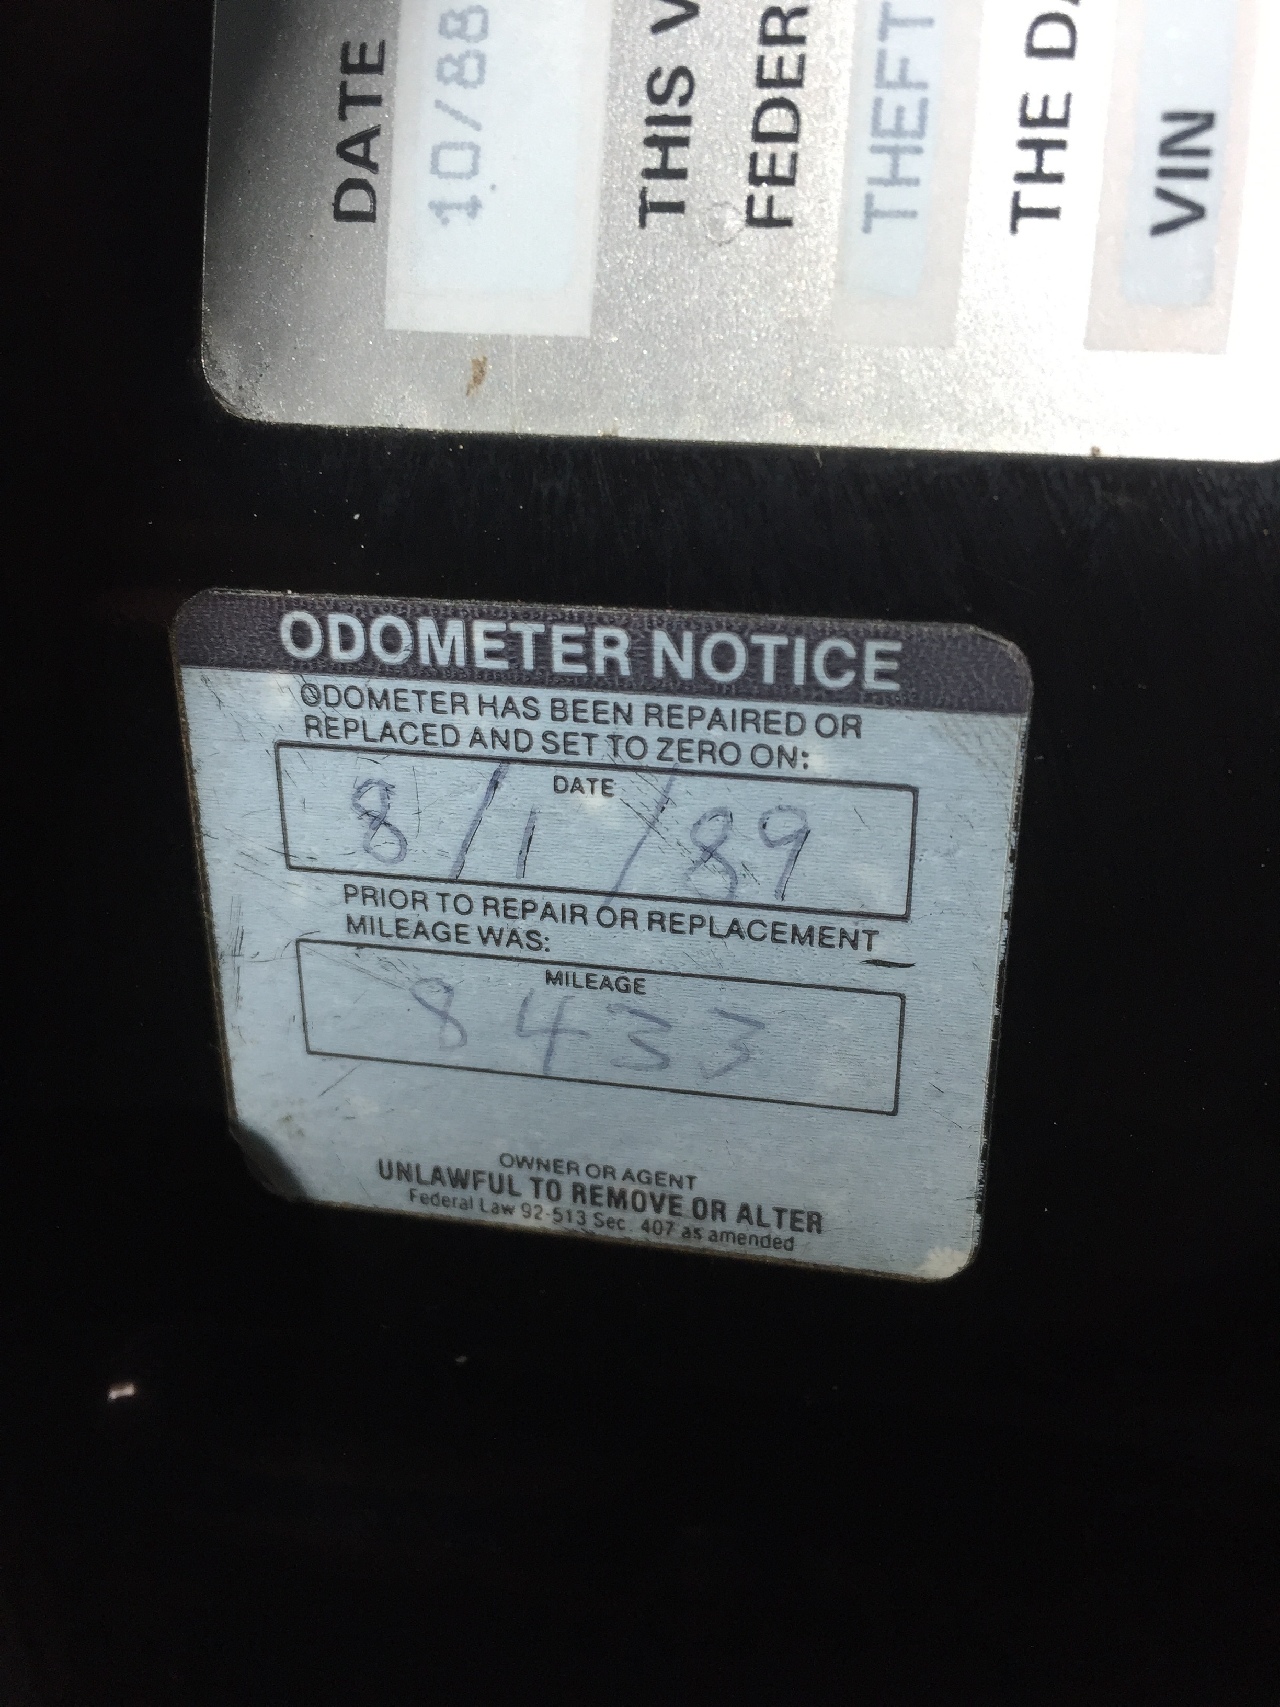 DATE
10/88
THIS V
FEDER
THEFT
THE DA
VIN
ODOMETER NOTICE
ODOMETER HAS BEEN REPAIRED OR
REPLACED AND SET TO ZERO ON:
DATE
8/1/89
PRIOR TO REPAIR OR REPLACEMENT
MILEAGE WAS:
MILEAGE
8433
OWNER OR AGENT
UNLAWFUL TO REMOVE OR ALTER
Federal Law 92-513 Sec. 407 as amended